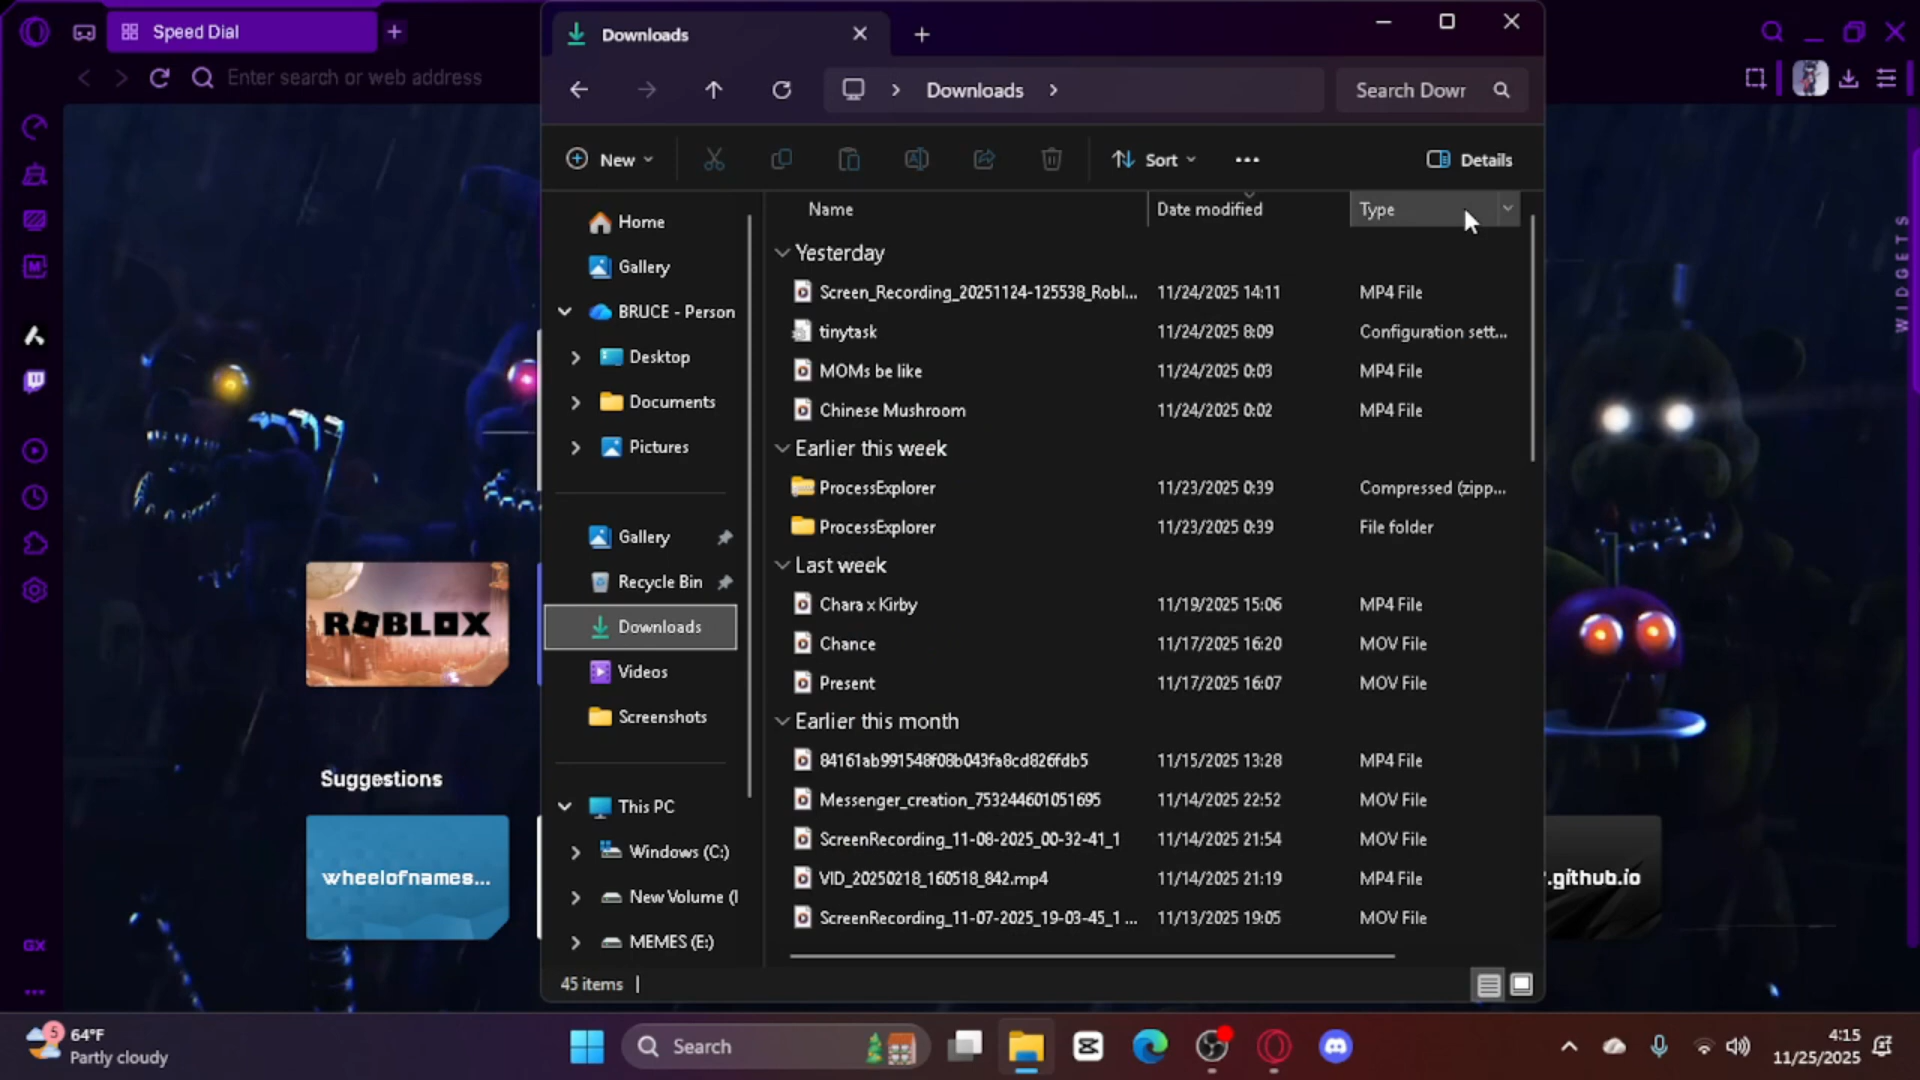 Speed Dial
Enter search or web address
Downloads
Downloads
Search Dowr
New
Sort
Details
Name
Date modified
Type
Home
Gallery
BRUCE - Person
Desktop
Documents
Pictures
Gallery
Recycle Bin
Downloads
Videos
Screenshots
This PC
Windows (C:)
New Volume (I
MEMES (E:)
Yesterday
Screen_Recording_20251124-125538_Robl... 11/24/2025 14:11 MP4 File
tinytask 11/24/2025 8:09 Configuration sett...
MOMs be like 11/24/2025 0:03 MP4 File
Chinese Mushroom 11/24/2025 0:02 MP4 File
Earlier this week
ProcessExplorer 11/23/2025 0:39 Compressed (zipp...
ProcessExplorer 11/23/2025 0:39 File folder
Last week
Chara x Kirby 11/19/2025 15:06 MP4 File
Chance 11/17/2025 16:20 MOV File
Present 11/17/2025 16:07 MOV File
Earlier this month
84161ab991548f08b043fa8cd826fdb5 11/15/2025 13:28 MP4 File
Messenger_creation_753244601051695 11/14/2025 22:52 MOV File
ScreenRecording_11-08-2025_00-32-41_1 11/14/2025 21:54 MOV File
VID_20250218_160518_842.mp4 11/14/2025 21:19 MP4 File
ScreenRecording_11-07-2025_19-03-45_1 ... 11/13/2025 19:05 MOV File
45 items
ROBLOX
Suggestions
wheelofnames...
.github.io
WIDGETS
GX
5
64°F
Partly cloudy
Search
4:15
11/25/2025